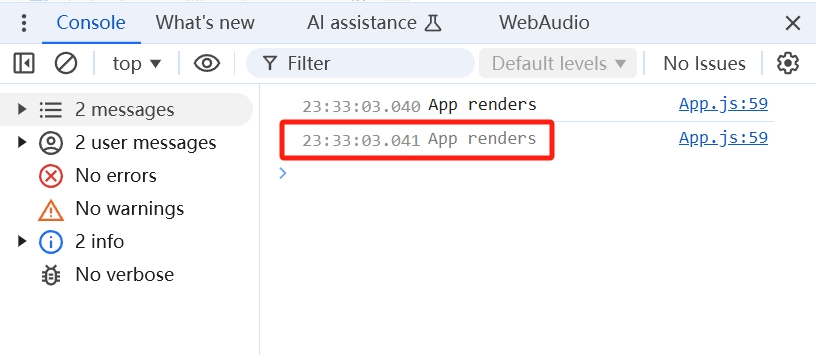 Console What's new AI assistance WebAudio
top Filter Default levels No Issues
2 messages
2 user messages
No errors
No warnings
2 info
No verbose
23:33:03.040 App renders App.js:59
23:33:03.041 App renders App.js:59